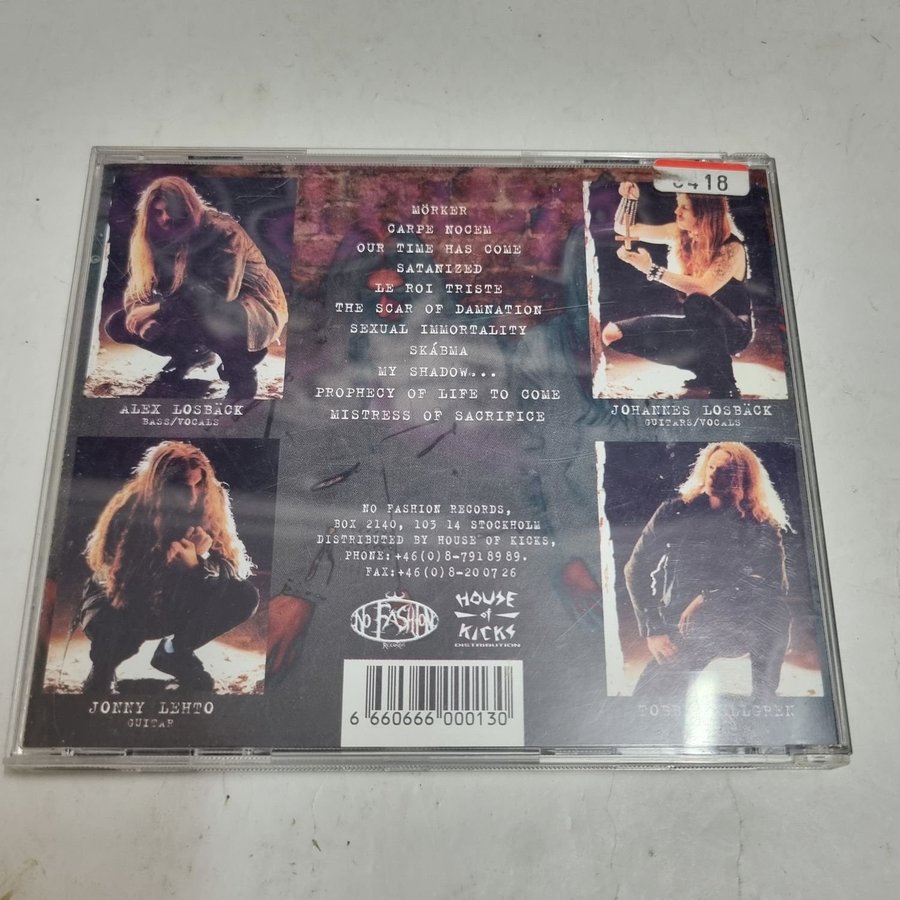 418
MÖRKER
CARPE NOCEM
OUR TIME HAS COME
SATANIZED
LE ROI TRISTE
THE SCAR OF DAMNATION
SEXUAL IMMORTALITY
SKÁBMA
MY SHADOW...
PROPHECY OF LIFE TO COME
MISTRESS OF SACRIFICE
ALEX LOSBÄCK
BASS/VOCALS
JOHANNES LOSBÄCK
GUITARS/VOCALS
NO FASHION RECORDS,
BOX 2140, 103 14 STOCKHOLM
DISTRIBUTED BY HOUSE OF KICKS,
PHONE:+46(0)8-791 89 89.
FAX:+46(0)8-20 07 26
NO FASHION
RECORDS
HOUSE
of
KICKS
DISTRIBUTION
JONNY LEHTO
GUITAR
6 660666 000130